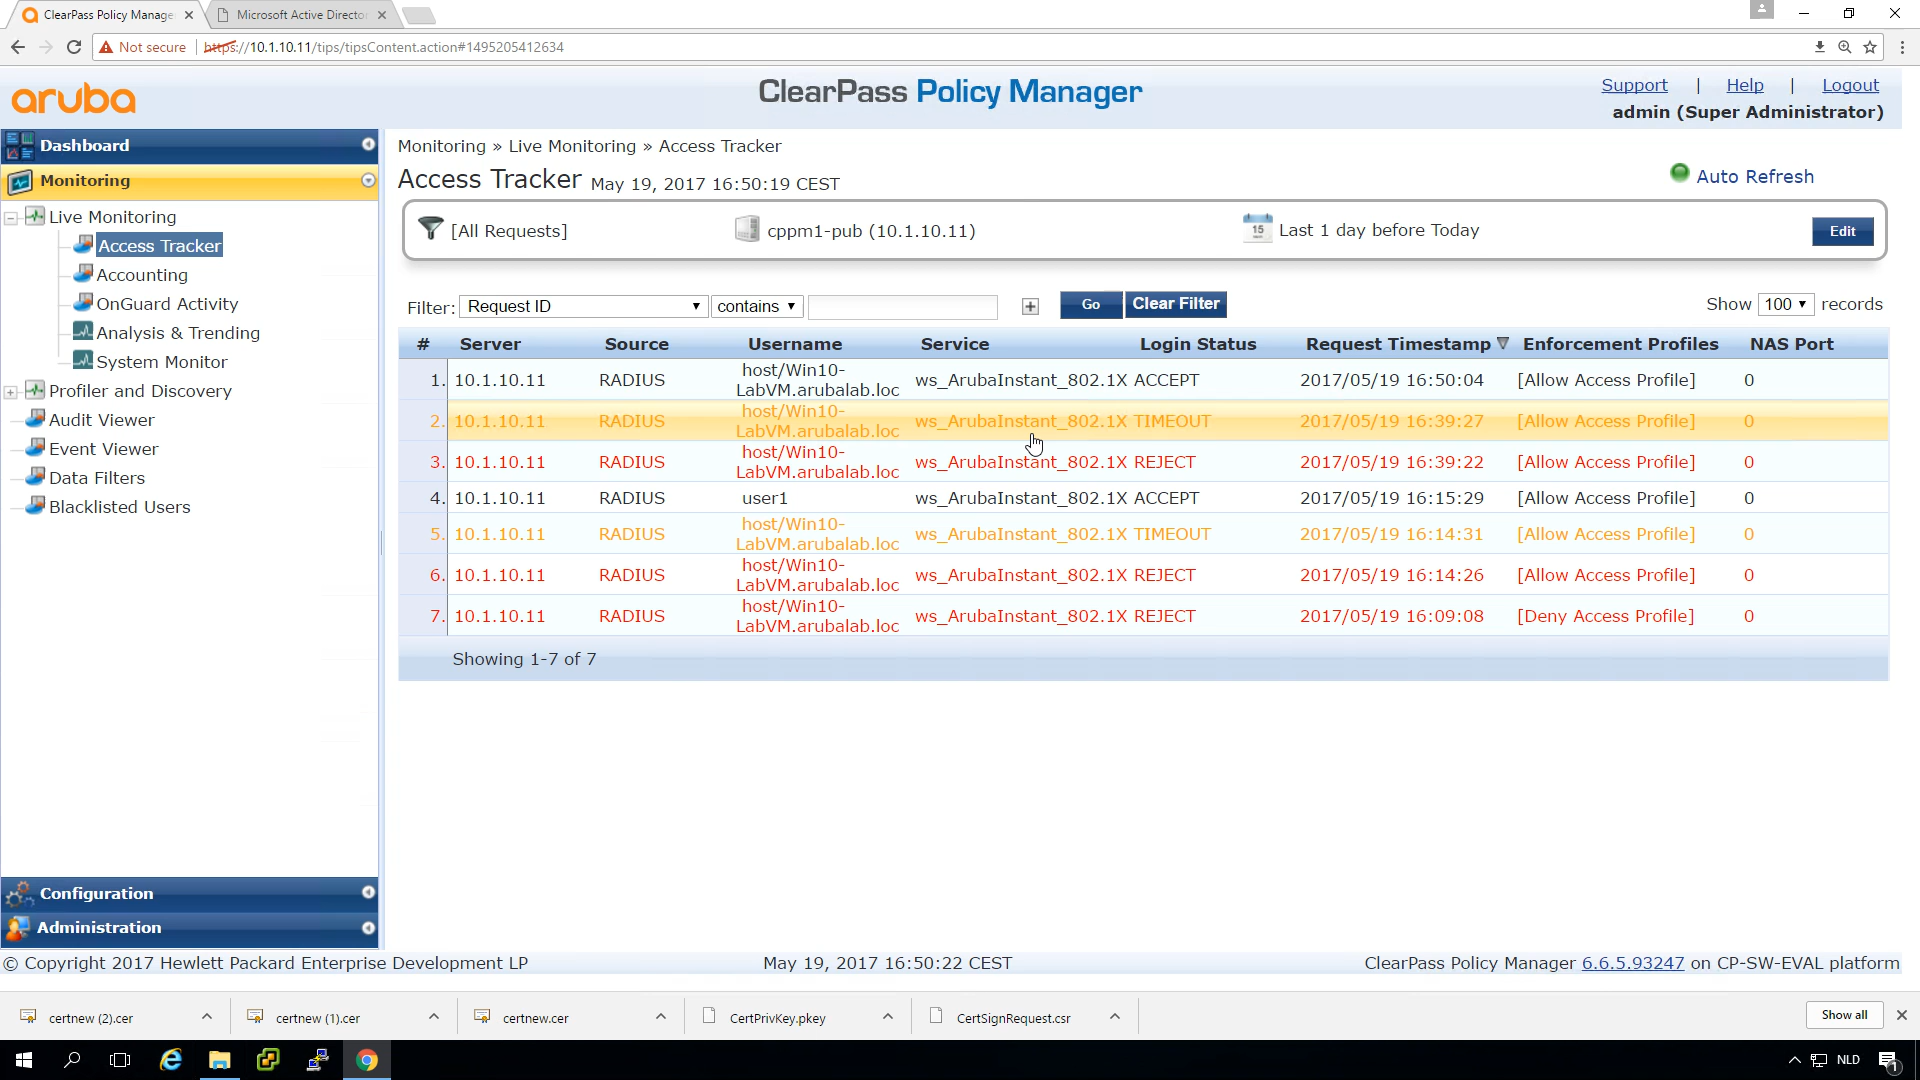 ClearPass Policy Manage
Microsoft Active Directo
Not secure
https://10.1.10.11/tips/tipsContent.action#1495205412634
aruba
ClearPass Policy Manager
Support | Help | Logout
admin (Super Administrator)
Dashboard
Monitoring
Live Monitoring
Access Tracker
Accounting
OnGuard Activity
Analysis & Trending
System Monitor
Profiler and Discovery
Audit Viewer
Event Viewer
Data Filters
Blacklisted Users
Configuration
Administration
Monitoring » Live Monitoring » Access Tracker
Access Tracker May 19, 2017 16:50:19 CEST
Auto Refresh
[All Requests]
cppm1-pub (10.1.10.11)
15
Last 1 day before Today
Edit
Filter: Request ID contains Go Clear Filter
Show 100 records
# Server Source Username Service Login Status Request Timestamp Enforcement Profiles NAS Port
1. 10.1.10.11 RADIUS host/Win10-LabVM.arubalab.loc ws_ArubaInstant_802.1X ACCEPT 2017/05/19 16:50:04 [Allow Access Profile] 0
2. 10.1.10.11 RADIUS host/Win10-LabVM.arubalab.loc ws_ArubaInstant_802.1X TIMEOUT 2017/05/19 16:39:27 [Allow Access Profile] 0
3. 10.1.10.11 RADIUS host/Win10-LabVM.arubalab.loc ws_ArubaInstant_802.1X REJECT 2017/05/19 16:39:22 [Allow Access Profile] 0
4. 10.1.10.11 RADIUS user1 ws_ArubaInstant_802.1X ACCEPT 2017/05/19 16:15:29 [Allow Access Profile] 0
5. 10.1.10.11 RADIUS host/Win10-LabVM.arubalab.loc ws_ArubaInstant_802.1X TIMEOUT 2017/05/19 16:14:31 [Allow Access Profile] 0
6. 10.1.10.11 RADIUS host/Win10-LabVM.arubalab.loc ws_ArubaInstant_802.1X REJECT 2017/05/19 16:14:26 [Allow Access Profile] 0
7. 10.1.10.11 RADIUS host/Win10-LabVM.arubalab.loc ws_ArubaInstant_802.1X REJECT 2017/05/19 16:09:08 [Deny Access Profile] 0
Showing 1-7 of 7
© Copyright 2017 Hewlett Packard Enterprise Development LP
May 19, 2017 16:50:22 CEST
ClearPass Policy Manager 6.6.5.93247 on CP-SW-EVAL platform
certnew (2).cer
certnew (1).cer
certnew.cer
CertPrivKey.pkey
CertSignRequest.csr
Show all
NLD
1